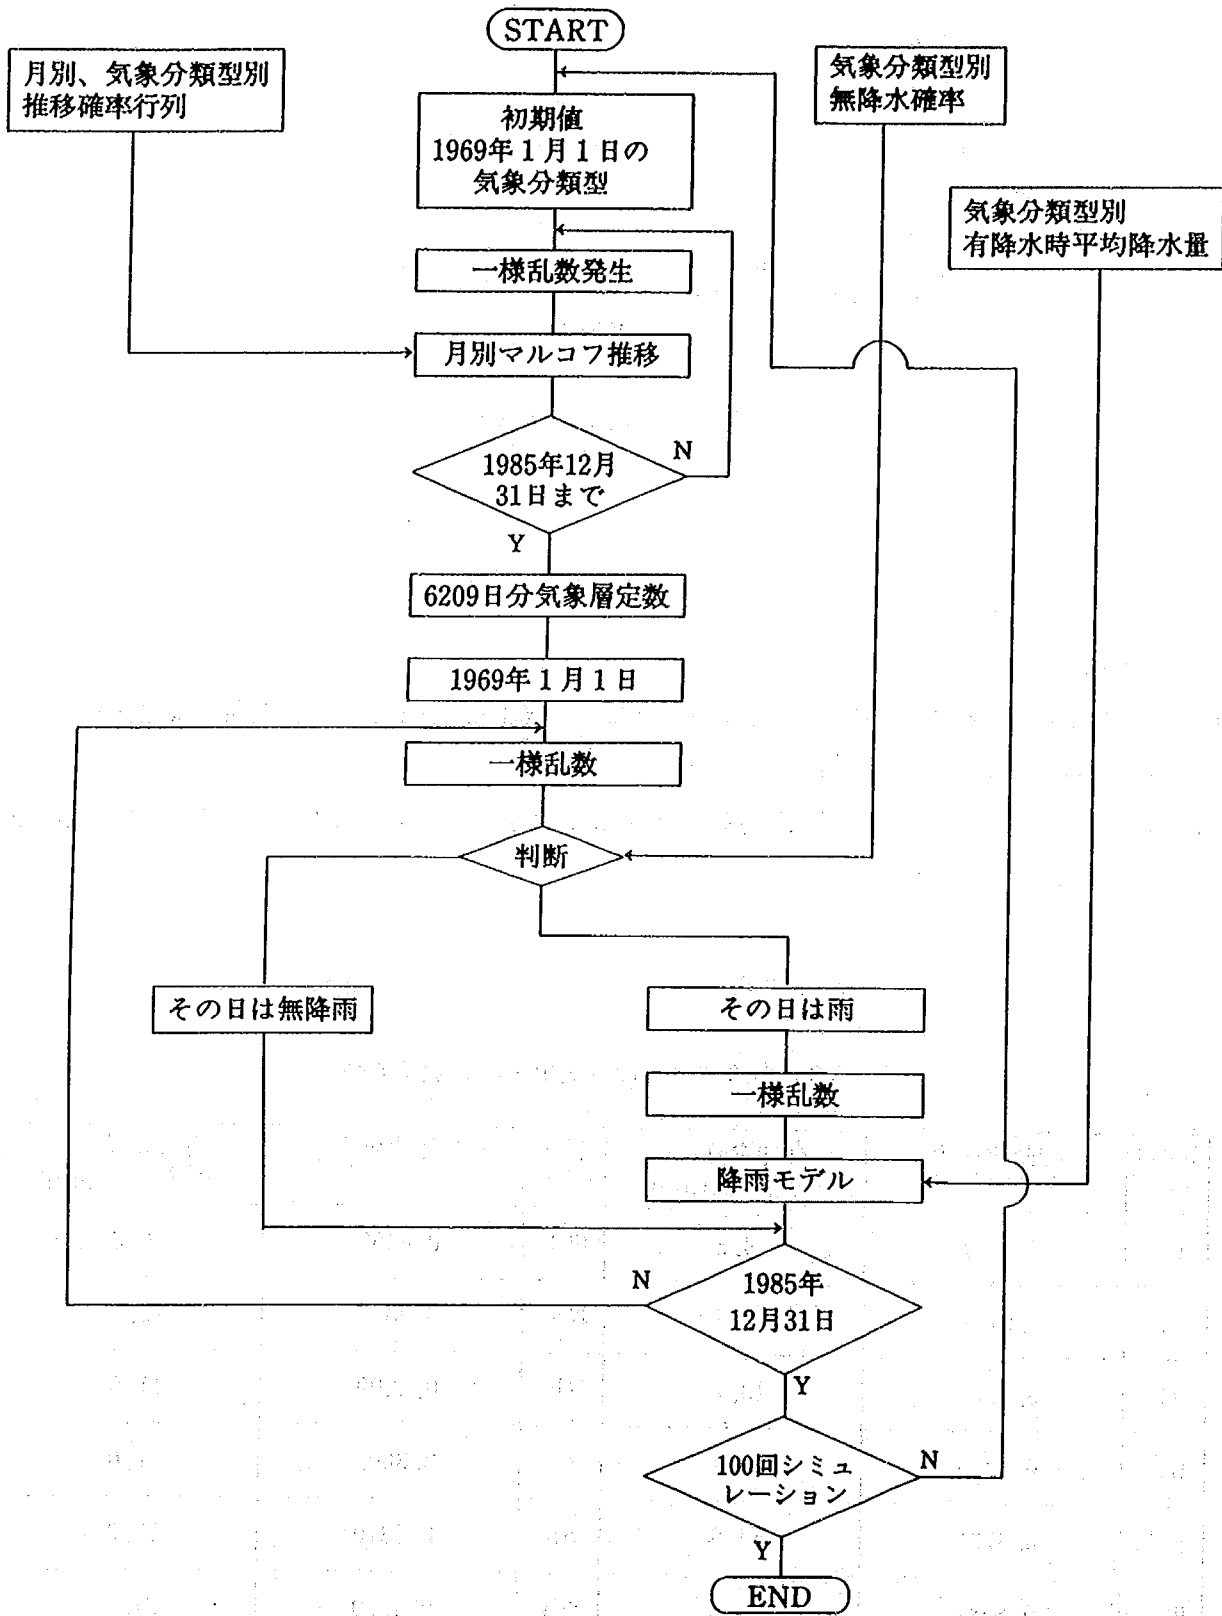 START
月別、気象分類型別
推移確率行列
気象分類型別
無降水確率
初期値
1969年1月1日の
気象分類型
気象分類型別
有降水時平均降水量
一様乱数発生
月別マルコフ推移
1985年12月
31日まで
N
Y
6209日分気象層定数
1969年1月1日
一様乱数
判断
その日は無降雨
その日は雨
一様乱数
降雨モデル
N
1985年
12月31日
Y
100回シミュ
レーション
N
Y
END